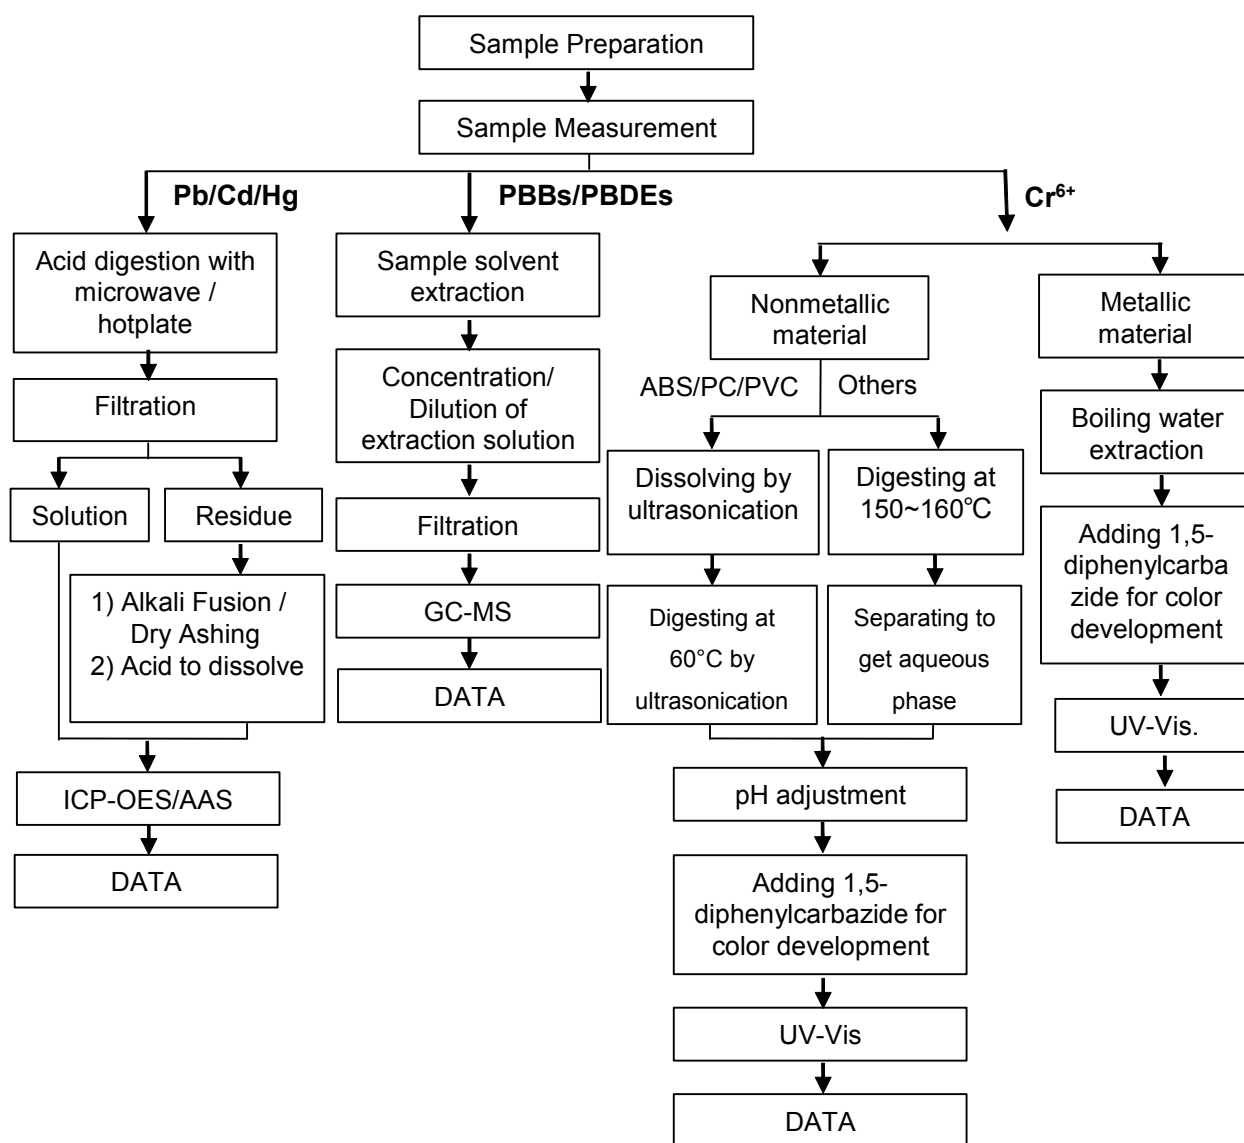 Sample Preparation
Sample Measurement
Pb/Cd/Hg
PBBs/PBDEs
Cr⁶⁺
Acid digestion with
microwave /
hotplate
Filtration
Solution
Residue
1) Alkali Fusion /
Dry Ashing
2) Acid to dissolve
ICP-OES/AAS
DATA
Sample solvent
extraction
Concentration/
Dilution of
extraction solution
Filtration
GC-MS
DATA
Nonmetallic
material
ABS/PC/PVC
Others
Dissolving by
ultrasonication
Digesting at
60°C by
ultrasonication
Digesting at
150~160℃
Separating to
get aqueous
phase
pH adjustment
Adding 1,5-
diphenylcarbazide for
color development
UV-Vis
DATA
Metallic
material
Boiling water
extraction
Adding 1,5-
diphenylcarba
zide for color
development
UV-Vis.
DATA